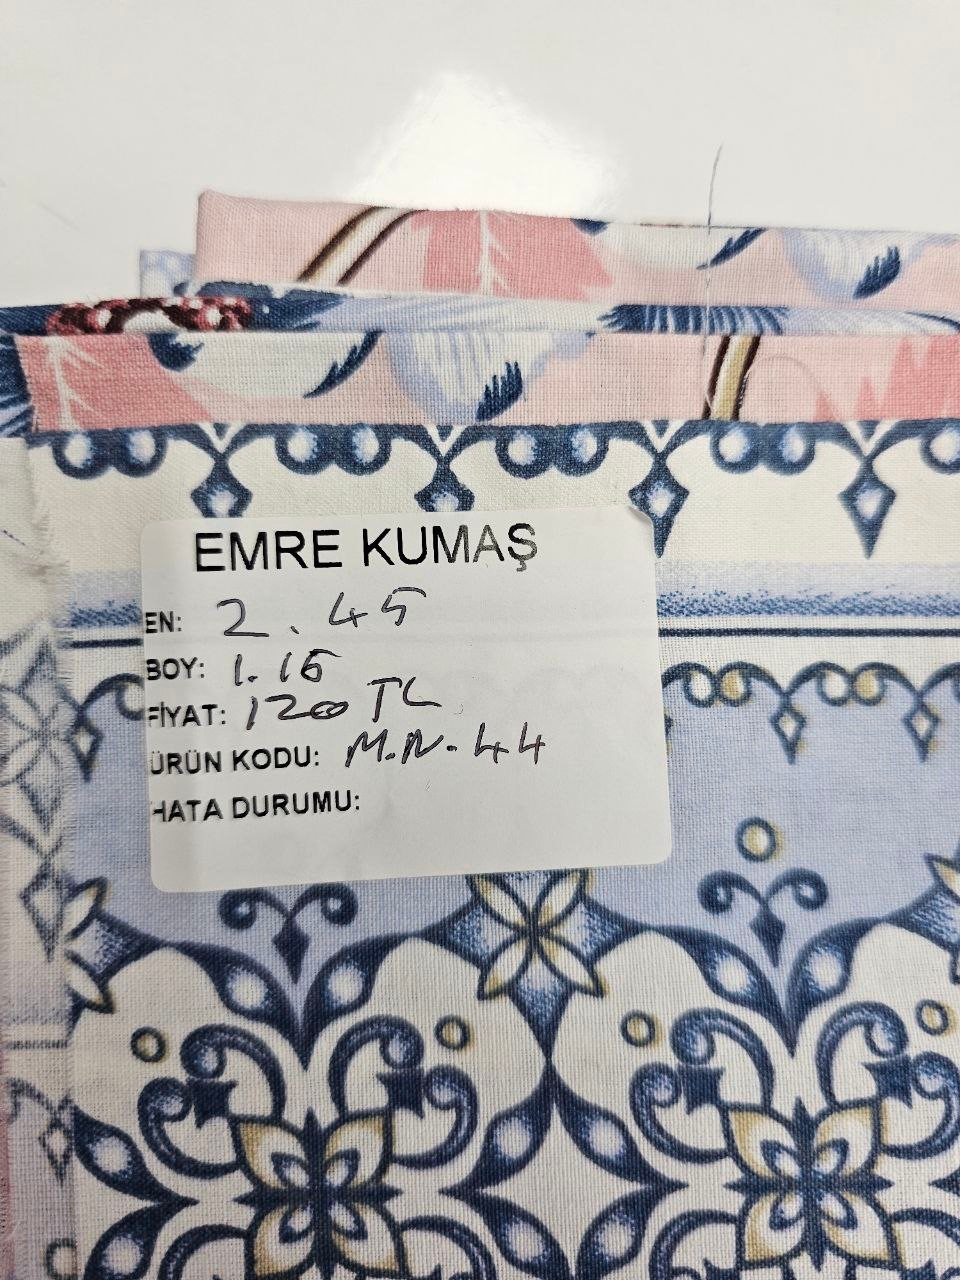 EMRE KUMAŞ
EN: 2.45
BOY: 1.16
FİYAT: 120 TL
ÜRÜN KODU: M.N.44
HATA DURUMU: